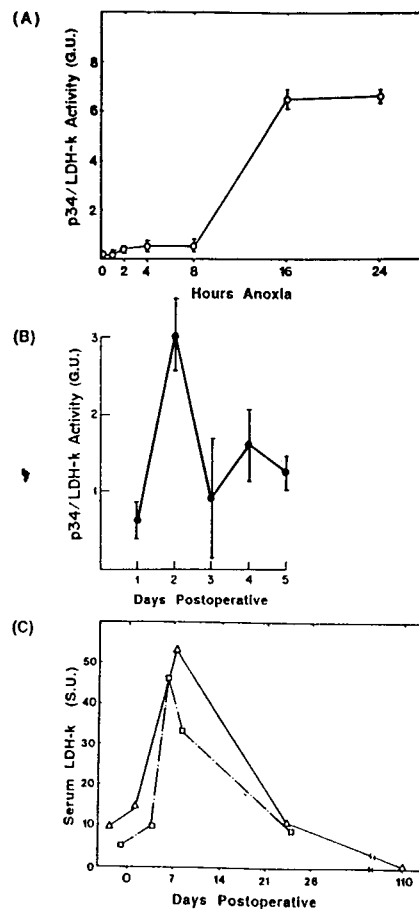 (A)
p34/LDH-k Activity (G.U.)
6
4
2
0 2 4 8 16 24
Hours Anoxia
(B)
p34/LDH-k Activity (G.U.)
3
2
1
1 2 3 4 5
Days Postoperative
(C)
Serum LDH-k (S.U.)
50
40
30
20
10
0
0 7 14 21 28 110
Days Postoperative